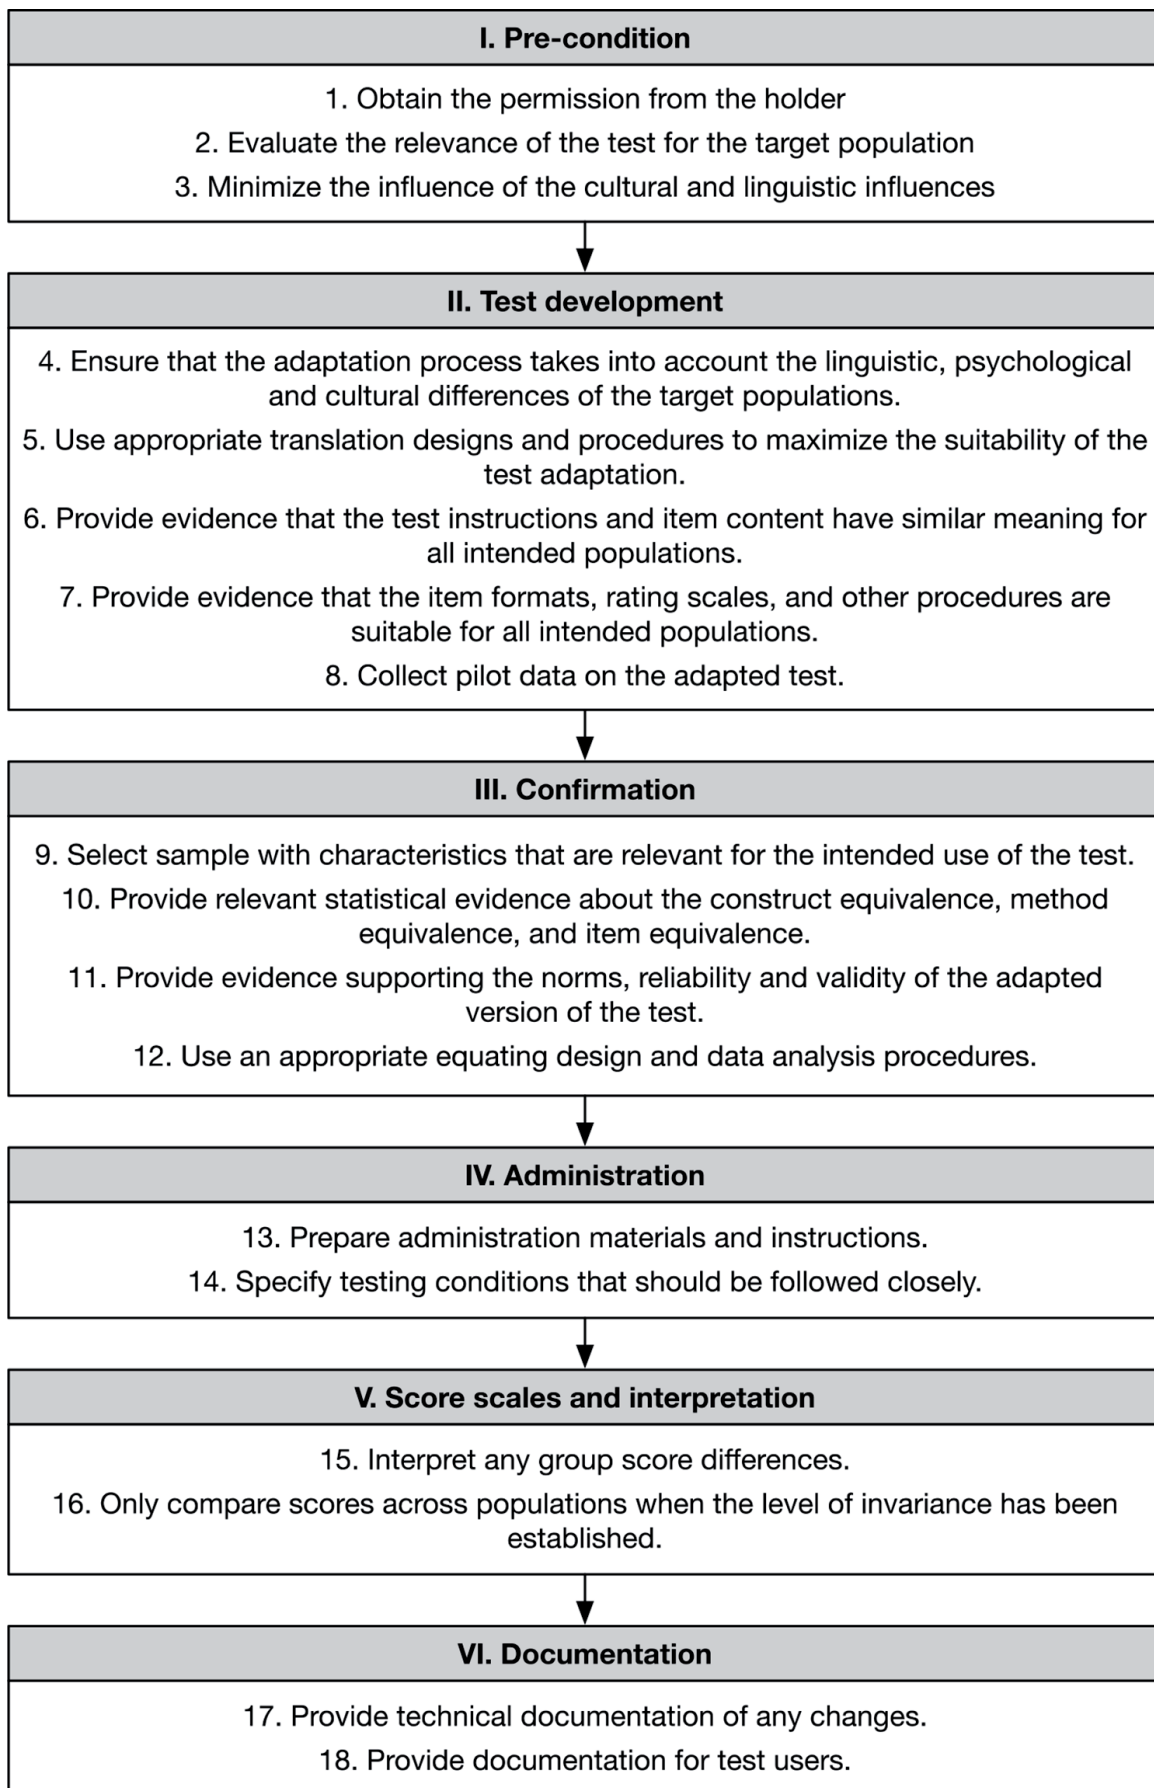 I. Pre-condition
1. Obtain the permission from the holder
2. Evaluate the relevance of the test for the target population
3. Minimize the influence of the cultural and linguistic influences
II. Test development
4. Ensure that the adaptation process takes into account the linguistic, psychological
and cultural differences of the target populations.
5. Use appropriate translation designs and procedures to maximize the suitability of the
test adaptation.
6. Provide evidence that the test instructions and item content have similar meaning for
all intended populations.
7. Provide evidence that the item formats, rating scales, and other procedures are
suitable for all intended populations.
8. Collect pilot data on the adapted test.
III. Confirmation
9. Select sample with characteristics that are relevant for the intended use of the test.
10. Provide relevant statistical evidence about the construct equivalence, method
equivalence, and item equivalence.
11. Provide evidence supporting the norms, reliability and validity of the adapted
version of the test.
12. Use an appropriate equating design and data analysis procedures.
IV. Administration
13. Prepare administration materials and instructions.
14. Specify testing conditions that should be followed closely.
V. Score scales and interpretation
15. Interpret any group score differences.
16. Only compare scores across populations when the level of invariance has been
established.
VI. Documentation
17. Provide technical documentation of any changes.
18. Provide documentation for test users.